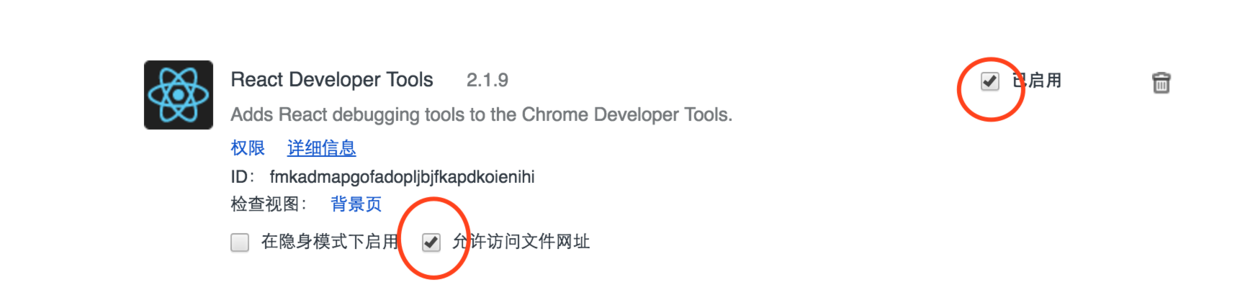 React Developer Tools 2.1.9 已启用
Adds React debugging tools to the Chrome Developer Tools.
权限 详细信息
ID: fmkadmapgofadopljbjfkapdkoienihi
检查视图: 背景页
在隐身模式下启用 允许访问文件网址